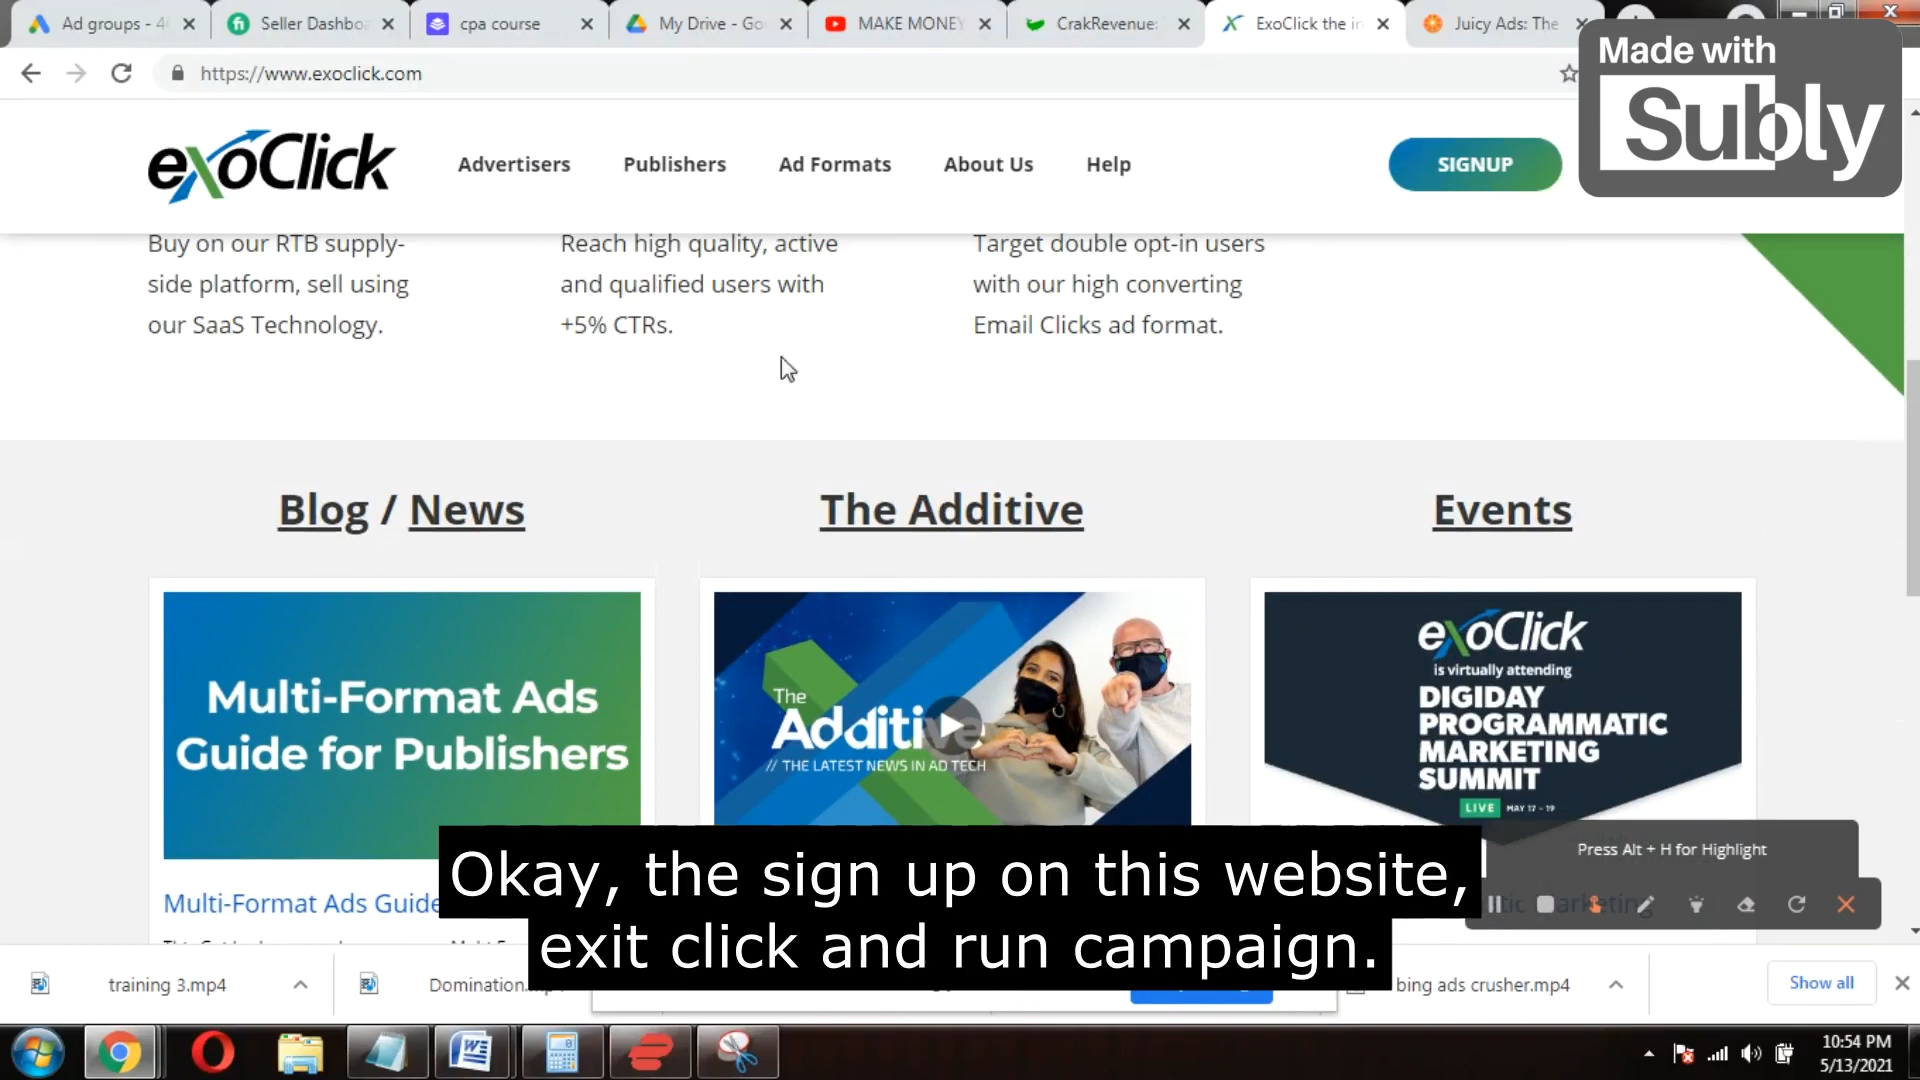 Ad groups - 4
Seller Dashbo
cpa course
My Drive - Go
MAKE MONEY
CrakRevenue:
ExoClick the in
Juicy Ads: The
https://www.exoclick.com
Made with
Subly
exoClick
Advertisers
Publishers
Ad Formats
About Us
Help
SIGNUP
Buy on our RTB supply-
side platform, sell using
our SaaS Technology.
Reach high quality, active
and qualified users with
+5% CTRs.
Target double opt-in users
with our high converting
Email Clicks ad format.
Blog / News
The Additive
Events
Multi-Format Ads
Guide for Publishers
The
Additive
// THE LATEST NEWS IN AD TECH
exoClick
is virtually attending
DIGIDAY
PROGRAMMATIC
MARKETING
SUMMIT
LIVE MAY 17 - 19
Multi-Format Ads Guide
Press Alt + H for Highlight
Okay, the sign up on this website,
exit click and run campaign.
training 3.mp4
Domination.mp4
bing ads crusher.mp4
Show all
10:54 PM
5/13/2021